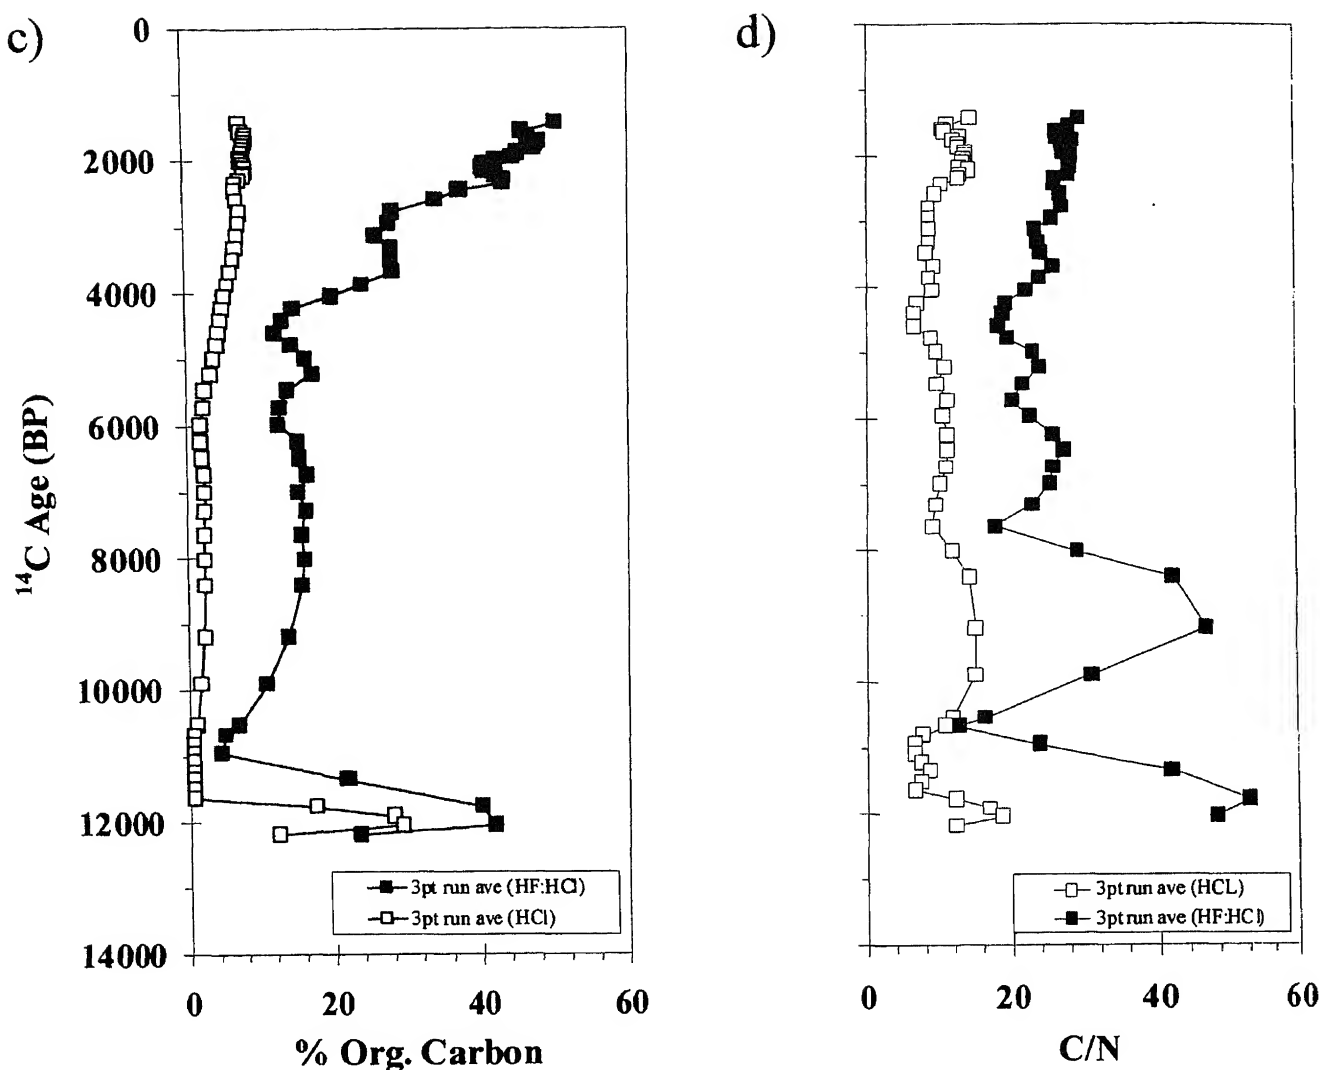 c)
0
2000
4000
6000
8000
10000
12000
14000
¹⁴C Age (BP)
3pt run ave (HF:HCl)
3pt run ave (HCl)
0 20 40 60
% Org. Carbon
d)
3pt run ave (HCL)
3pt run ave (HF:HCl)
0 20 40 60
C/N